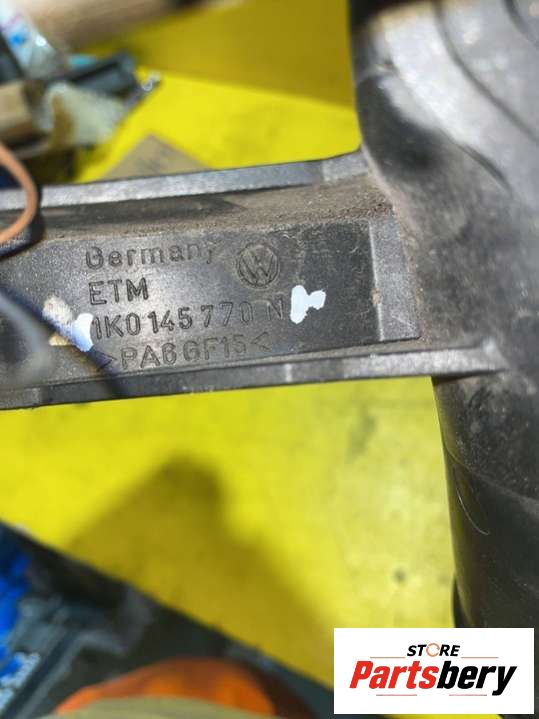 Germany
ETM
1K0 145 770 N
>PA6 GF15<
STORE
Partsbery